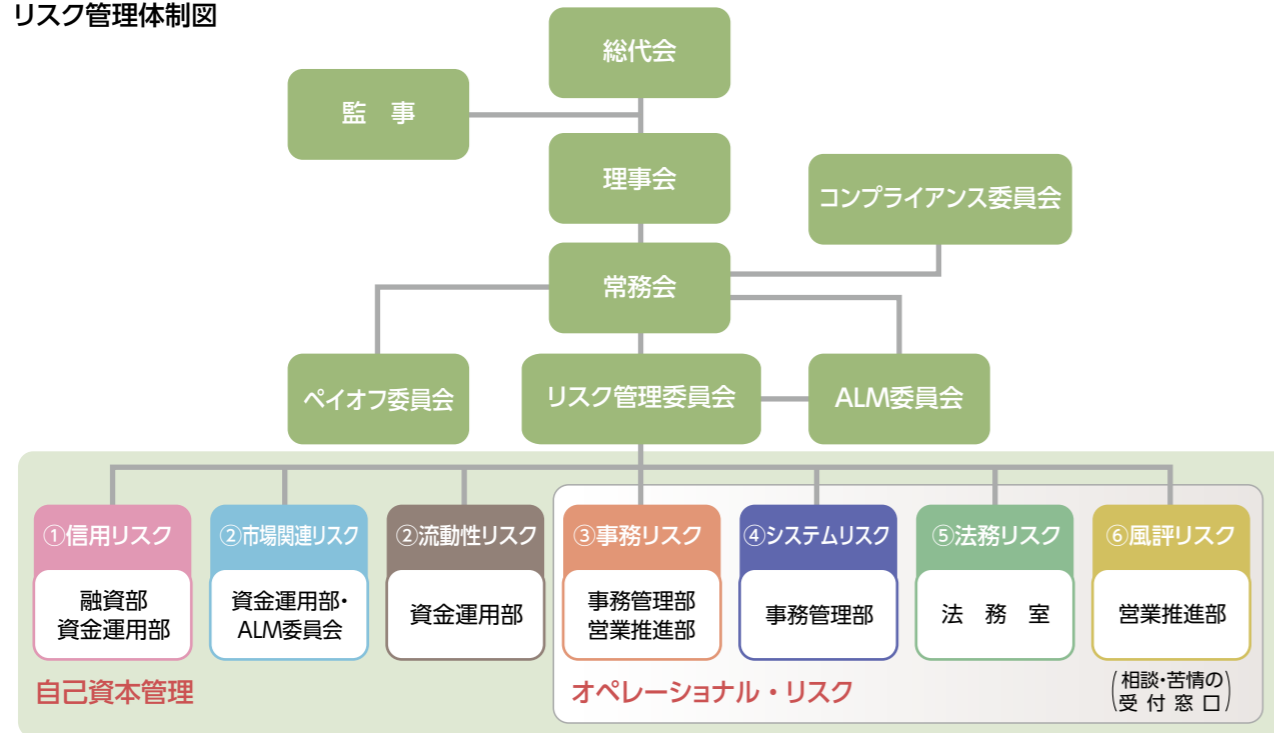 リスク管理体制図
総代会
監　事
理事会
コンプライアンス委員会
常務会
ペイオフ委員会
リスク管理委員会
ALM委員会
①信用リスク
融資部
資金運用部
②市場関連リスク
資金運用部・
ALM委員会
②流動性リスク
資金運用部
③事務リスク
事務管理部
営業推進部
④システムリスク
事務管理部
⑤法務リスク
法　務　室
⑥風評リスク
営業推進部
(相談・苦情の
受 付 窓 口)
自己資本管理
オペレーショナル・リスク